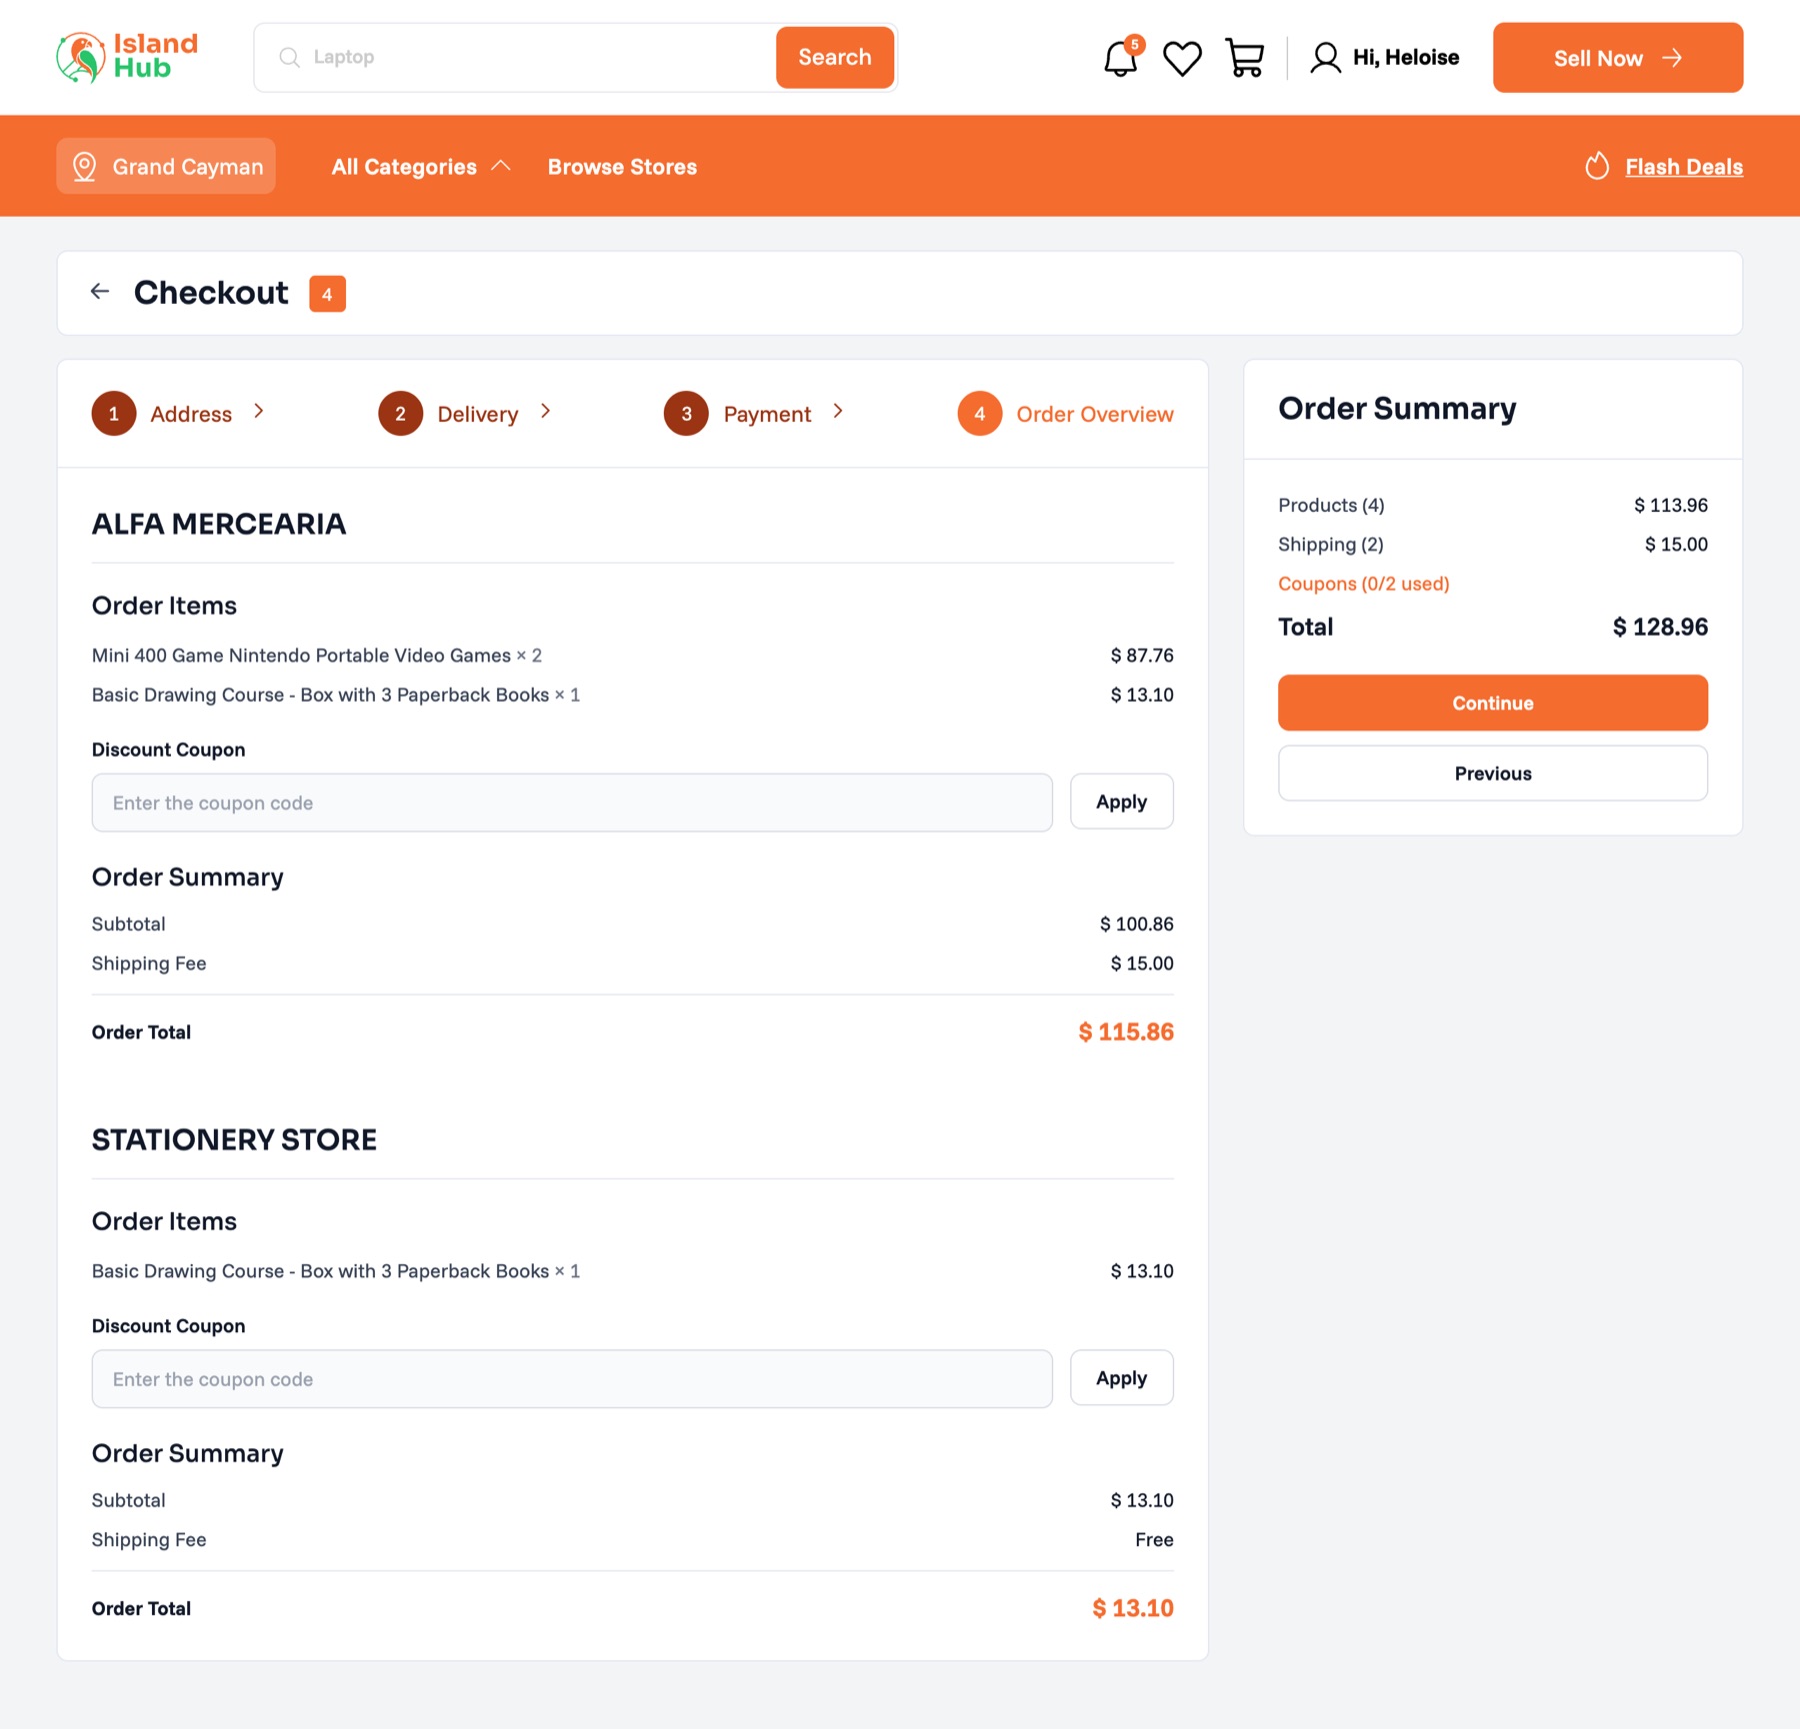 Island
Hub
Laptop
Search
5
Hi, Heloise
Sell Now
Grand Cayman
All Categories
Browse Stores
Flash Deals
Checkout 4
1 Address
2 Delivery
3 Payment
4 Order Overview
ALFA MERCEARIA
Order Items
Mini 400 Game Nintendo Portable Video Games × 2 $ 87.76
Basic Drawing Course - Box with 3 Paperback Books × 1 $ 13.10
Discount Coupon
Enter the coupon code Apply
Order Summary
Subtotal $ 100.86
Shipping Fee $ 15.00
Order Total $ 115.86
STATIONERY STORE
Order Items
Basic Drawing Course - Box with 3 Paperback Books × 1 $ 13.10
Discount Coupon
Enter the coupon code Apply
Order Summary
Subtotal $ 13.10
Shipping Fee Free
Order Total $ 13.10
Order Summary
Products (4) $ 113.96
Shipping (2) $ 15.00
Coupons (0/2 used)
Total $ 128.96
Continue
Previous